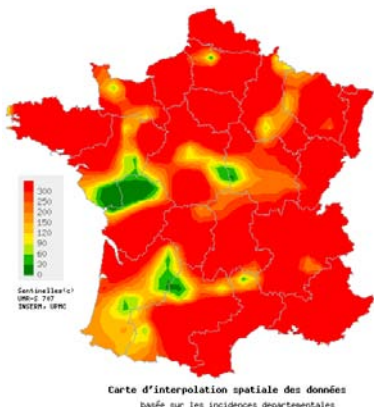 300
250
200
150
120
90
60
30
0
Sentinelles(c)
UMR-S 707
INSERM, UPMC
Carte d'interpolation spatiale des données
basée sur les incidences departementales